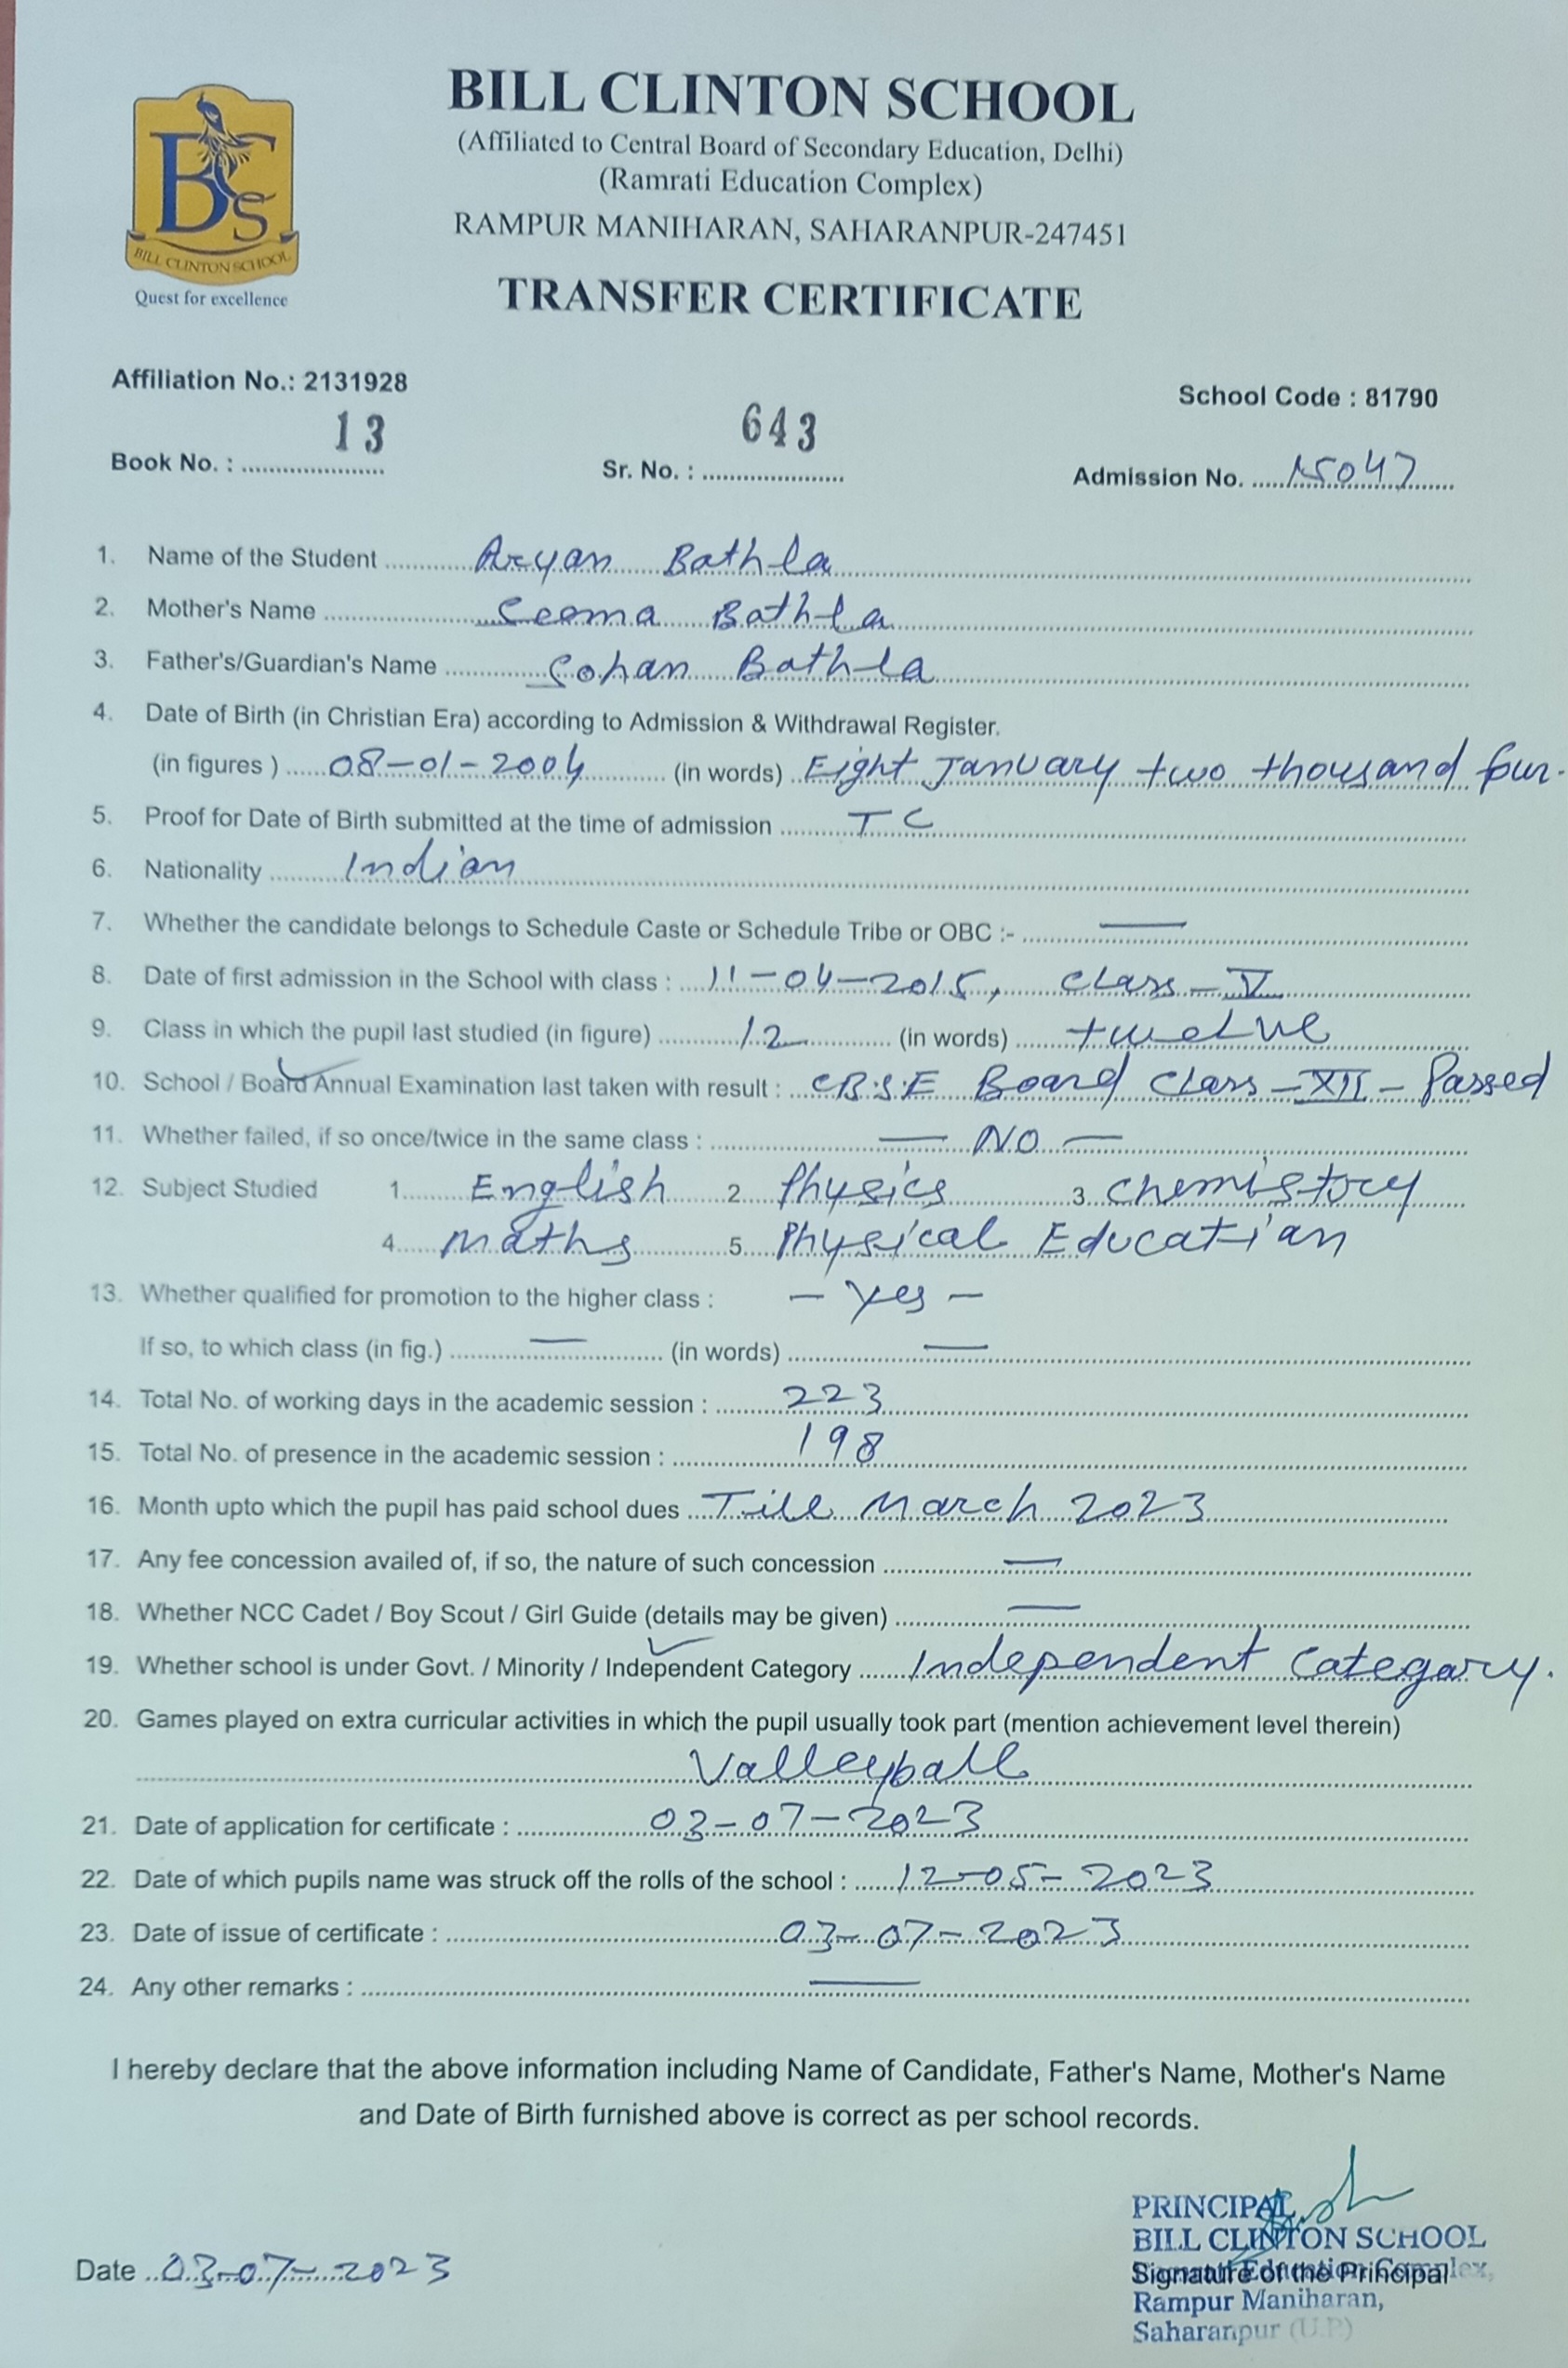 BILL CLINTON SCHOOL
(Affiliated to Central Board of Secondary Education, Delhi)
(Ramrati Education Complex)
RAMPUR MANIHARAN, SAHARANPUR-247451
BCS
BILL CLINTON SCHOOL
Quest for excellence
TRANSFER CERTIFICATE
Affiliation No.: 2131928
School Code : 81790
Book No. : 13 Sr. No. : 643 Admission No. 15047
1. Name of the Student Aryan Bathla
2. Mother's Name Seema Bathla
3. Father's/Guardian's Name Sohan Bathla
4. Date of Birth (in Christian Era) according to Admission & Withdrawal Register.
(in figures ) 08-01-2004 (in words) Eight January two thousand four.
5. Proof for Date of Birth submitted at the time of admission TC
6. Nationality Indian
7. Whether the candidate belongs to Schedule Caste or Schedule Tribe or OBC :- —
8. Date of first admission in the School with class : 11-04-2015, class-V
9. Class in which the pupil last studied (in figure) 12 (in words) twelve
10. School / Board Annual Examination last taken with result : C.B.S.E Board Class-XII-Passed
11. Whether failed, if so once/twice in the same class : — No —
12. Subject Studied 1. English 2. Physics 3. Chemistory
4. Maths 5. Physical Educatian
13. Whether qualified for promotion to the higher class : - Yes -
If so, to which class (in fig.) — (in words) —
14. Total No. of working days in the academic session : 223
15. Total No. of presence in the academic session : 198
16. Month upto which the pupil has paid school dues Till March 2023
17. Any fee concession availed of, if so, the nature of such concession —
18. Whether NCC Cadet / Boy Scout / Girl Guide (details may be given) —
19. Whether school is under Govt. / Minority / Independent Category Independent Categary.
20. Games played on extra curricular activities in which the pupil usually took part (mention achievement level therein)
Valleyball
21. Date of application for certificate : 03-07-2023
22. Date of which pupils name was struck off the rolls of the school : 12-05-2023
23. Date of issue of certificate : 03-07-2023
24. Any other remarks : —
I hereby declare that the above information including Name of Candidate, Father's Name, Mother's Name
and Date of Birth furnished above is correct as per school records.
Date 03-07-2023
PRINCIPAL
BILL CLINTON SCHOOL
Signature of the Principal
Education Complex,
Rampur Maniharan,
Saharanpur (U.P.)